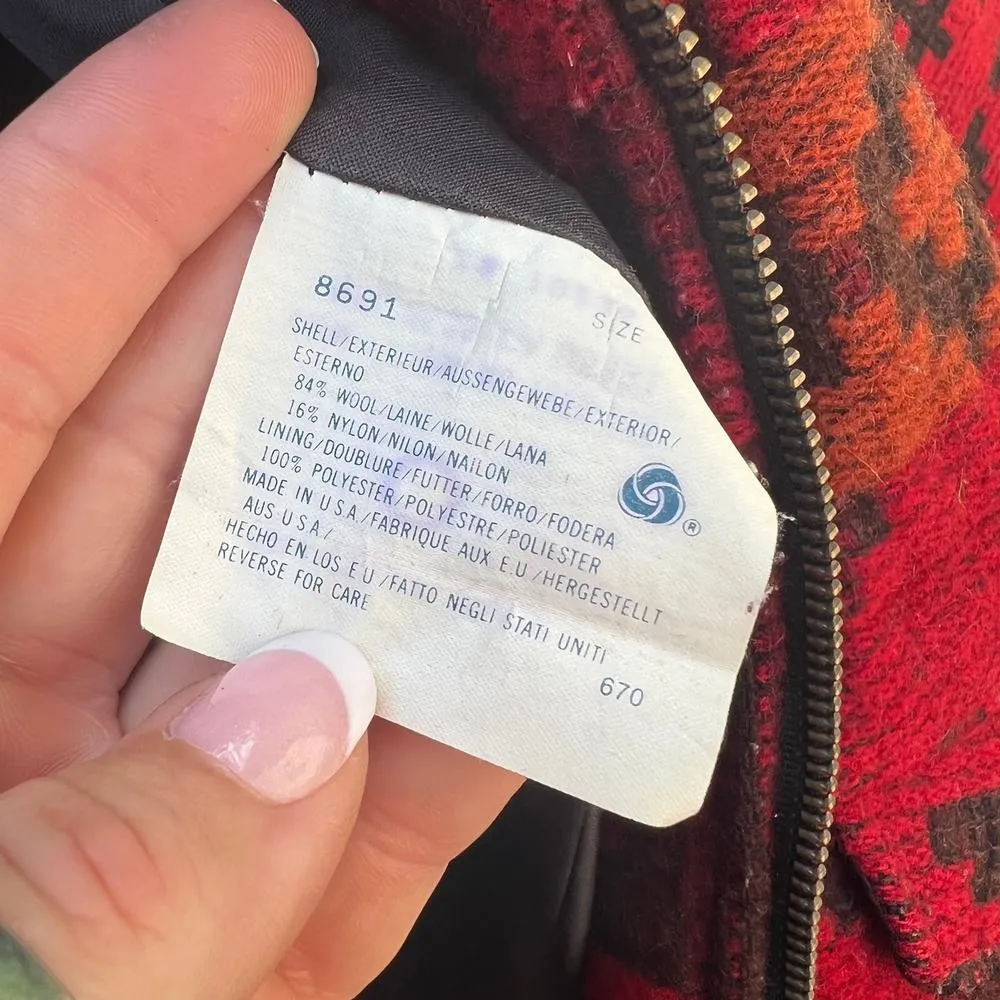 8691
SIZE
SHELL/EXTERIEUR/AUSSENGEWEBE/EXTERIOR/
ESTERNO
84% WOOL/LAINE/WOLLE/LANA
16% NYLON/NILON/NAILON
LINING/DOUBLURE/FUTTER/FORRO/FODERA
100% POLYESTER/POLYESTRE/POLIESTER
MADE IN U.S.A./FABRIQUE AUX E.U./HERGESTELLT
AUS U.S.A./
HECHO EN LOS E U /FATTO NEGLI STATI UNITI
REVERSE FOR CARE
670
®